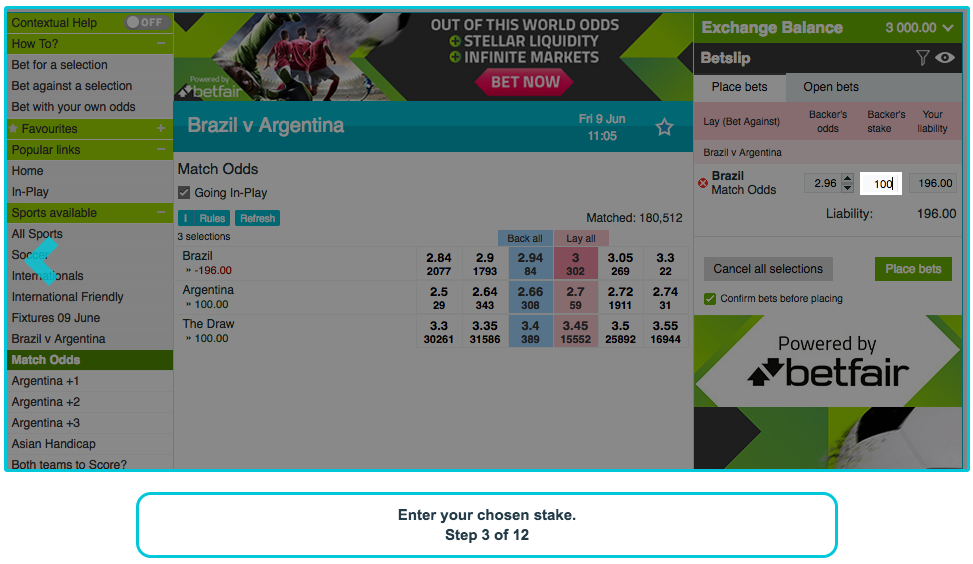 Contextual Help OFF
How To?
Bet for a selection
Bet against a selection
Bet with your own odds
Favourites
Popular links
Home
In-Play
Sports available
All Sports
Soccer
Internationals
International Friendly
Fixtures 09 June
Brazil v Argentina
Match Odds
Argentina +1
Argentina +2
Argentina +3
Asian Handicap
Both teams to Score?
OUT OF THIS WORLD ODDS
STELLAR LIQUIDITY
INFINITE MARKETS
BET NOW
Powered by
betfair
Brazil v Argentina
Fri 9 Jun
11:05
Match Odds
Going In-Play
i Rules Refresh Matched: 180,512
3 selections Back all Lay all
Brazil 2.84 2.9 2.94 3 3.05 3.3
» -196.00 2077 1793 84 302 269 22
Argentina 2.5 2.64 2.66 2.7 2.72 2.74
» 100.00 29 343 308 59 1911 31
The Draw 3.3 3.35 3.4 3.45 3.5 3.55
» 100.00 30261 31586 389 15552 25892 16944
Exchange Balance 3 000.00
Betslip
Place bets Open bets
Lay (Bet Against) Backer's odds Backer's stake Your liability
Brazil v Argentina
Brazil
Match Odds 2.96 100 196.00
Liability: 196.00
Cancel all selections Place bets
Confirm bets before placing
Powered by
betfair
Enter your chosen stake.
Step 3 of 12